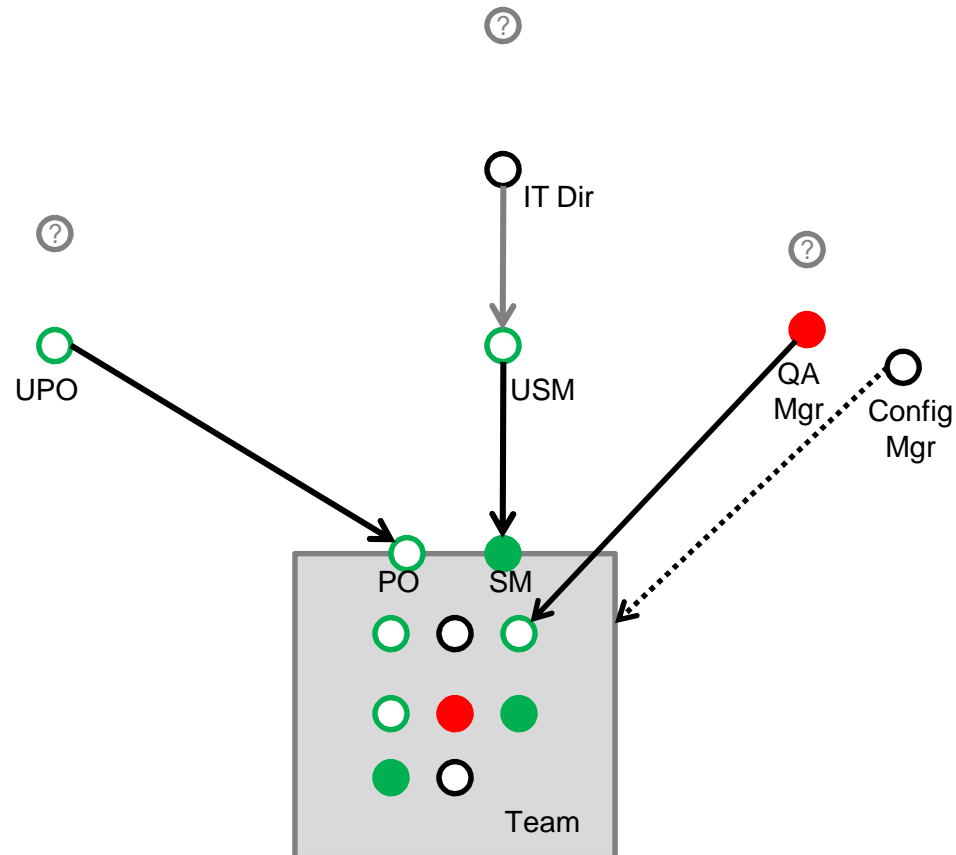 ?
IT Dir
?
?
UPO
USM
QA
Mgr
Config
Mgr
PO
SM
Team